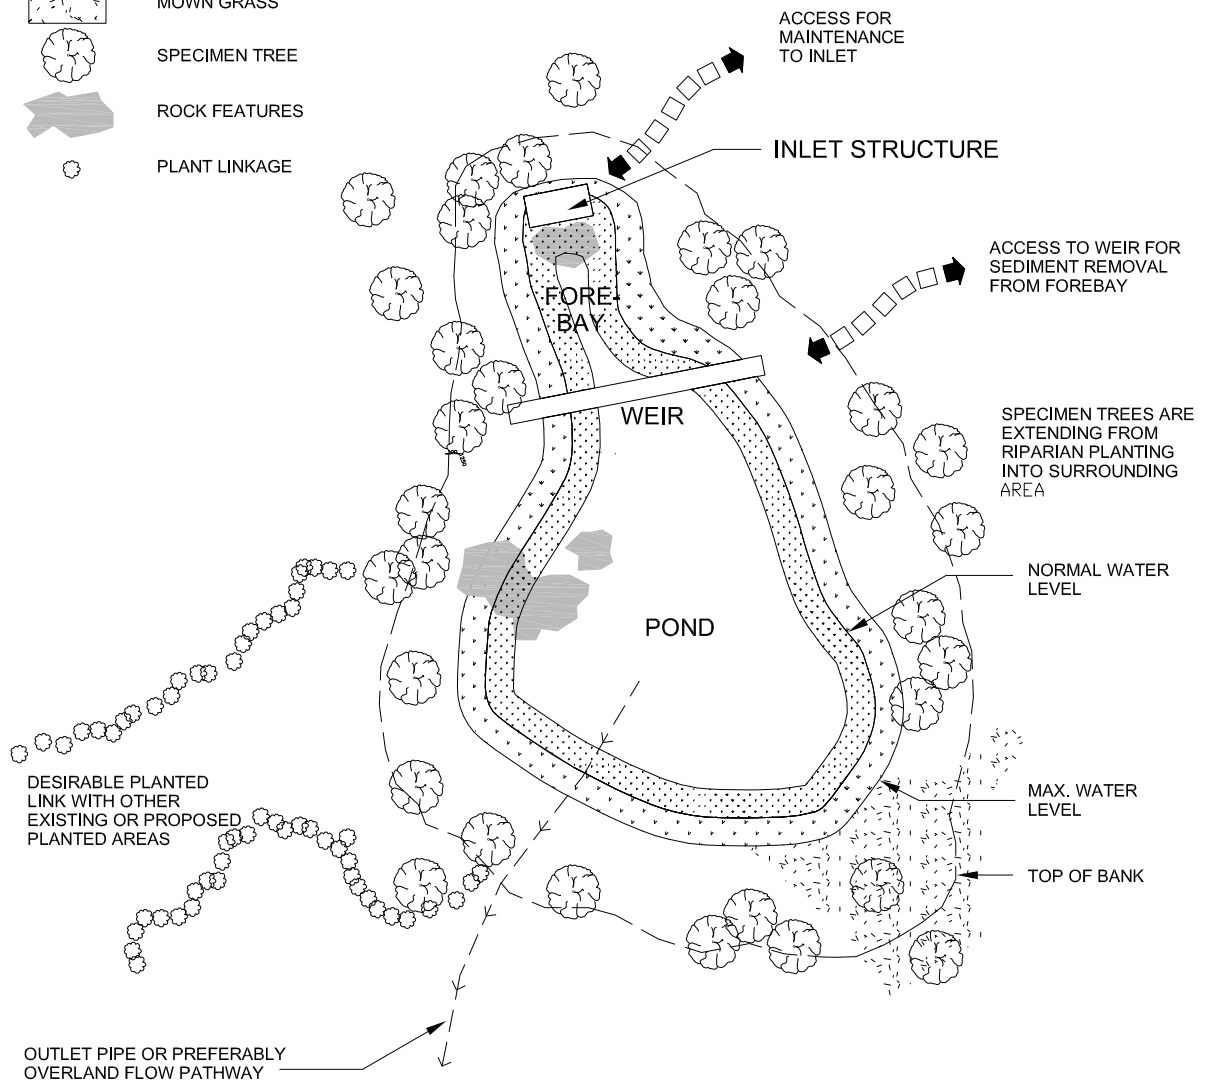 MOWN GRASS
SPECIMEN TREE
ROCK FEATURES
PLANT LINKAGE
ACCESS FOR
MAINTENANCE
TO INLET
INLET STRUCTURE
ACCESS TO WEIR FOR
SEDIMENT REMOVAL
FROM FOREBAY
FORE-
BAY
WEIR
SPECIMEN TREES ARE
EXTENDING FROM
RIPARIAN PLANTING
INTO SURROUNDING
AREA
NORMAL WATER
LEVEL
POND
DESIRABLE PLANTED
LINK WITH OTHER
EXISTING OR PROPOSED
PLANTED AREAS
MAX. WATER
LEVEL
TOP OF BANK
OUTLET PIPE OR PREFERABLY
OVERLAND FLOW PATHWAY